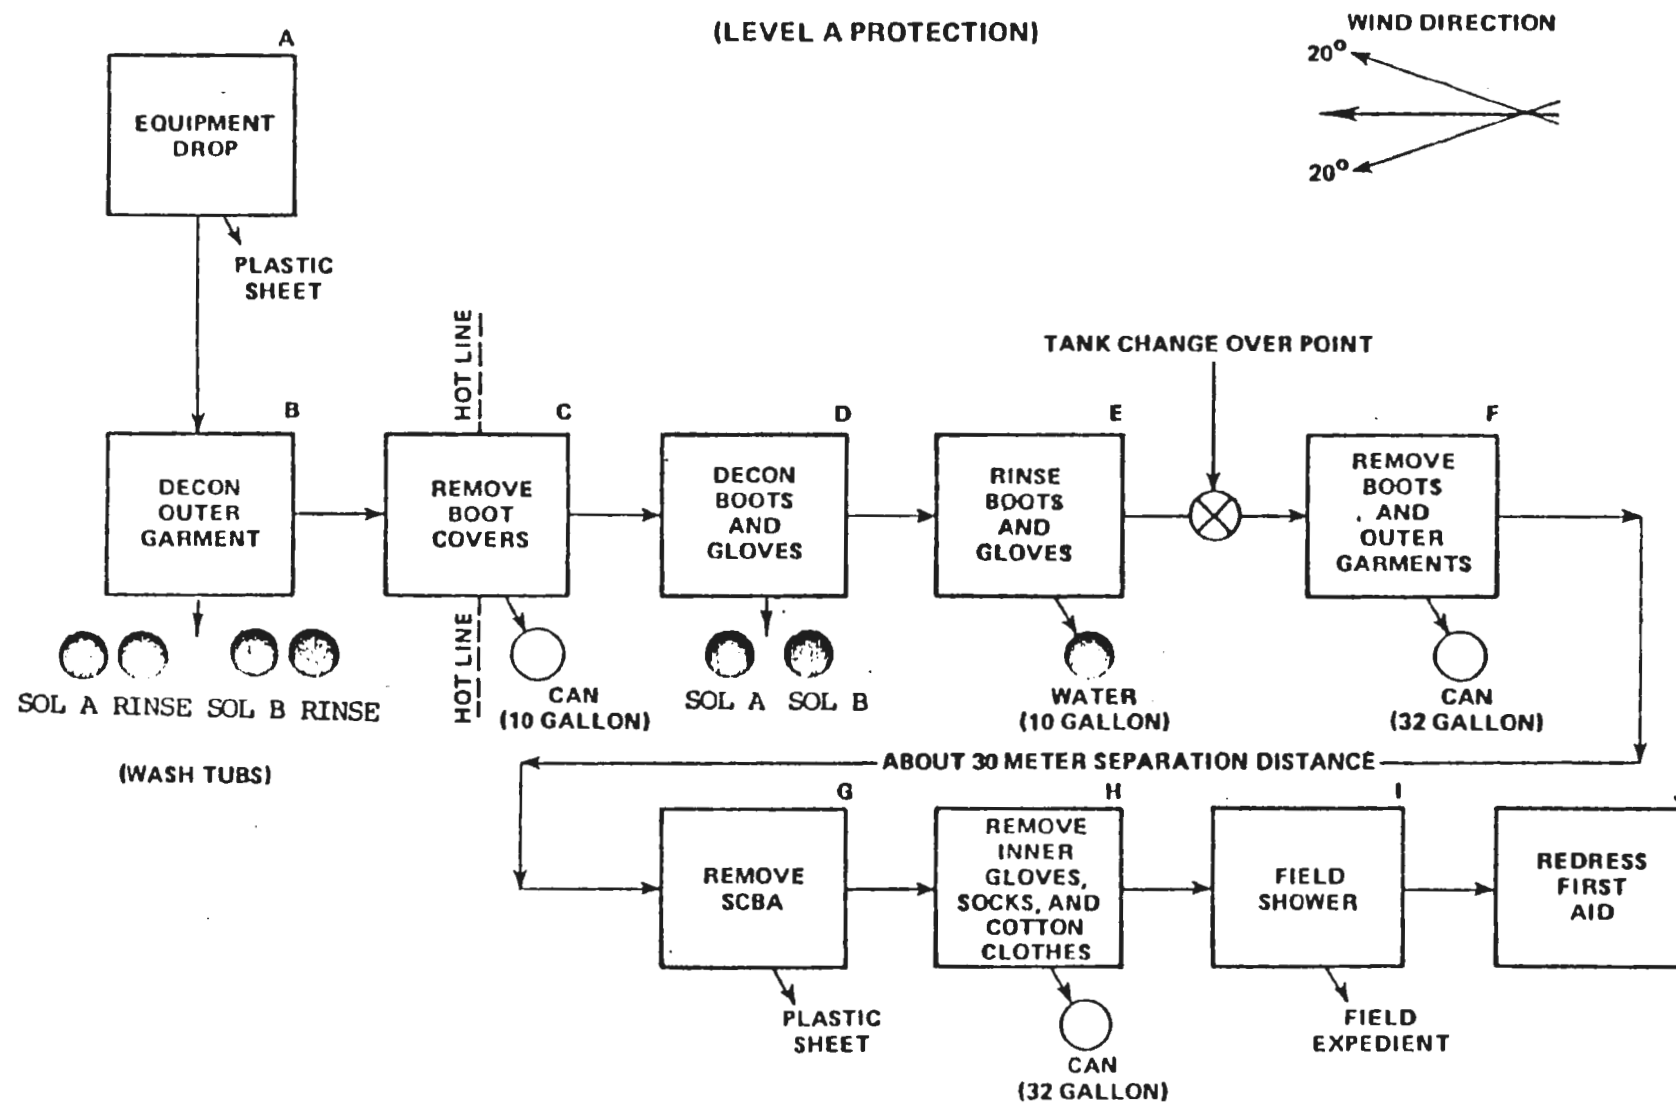 (LEVEL A PROTECTION)
WIND DIRECTION
20°
20°
A
EQUIPMENT
DROP
PLASTIC
SHEET
HOT LINE
TANK CHANGE OVER POINT
B
DECON
OUTER
GARMENT
C
REMOVE
BOOT
COVERS
D
DECON
BOOTS
AND
GLOVES
E
RINSE
BOOTS
AND
GLOVES
F
REMOVE
BOOTS
AND
OUTER
GARMENTS
SOL A RINSE SOL B RINSE
(WASH TUBS)
HOT LINE
CAN
(10 GALLON)
SOL A SOL B
WATER
(10 GALLON)
CAN
(32 GALLON)
ABOUT 30 METER SEPARATION DISTANCE
G
REMOVE
SCBA
PLASTIC
SHEET
H
REMOVE
INNER
GLOVES,
SOCKS, AND
COTTON
CLOTHES
CAN
(32 GALLON)
I
FIELD
SHOWER
FIELD
EXPEDIENT
REDRESS
FIRST
AID